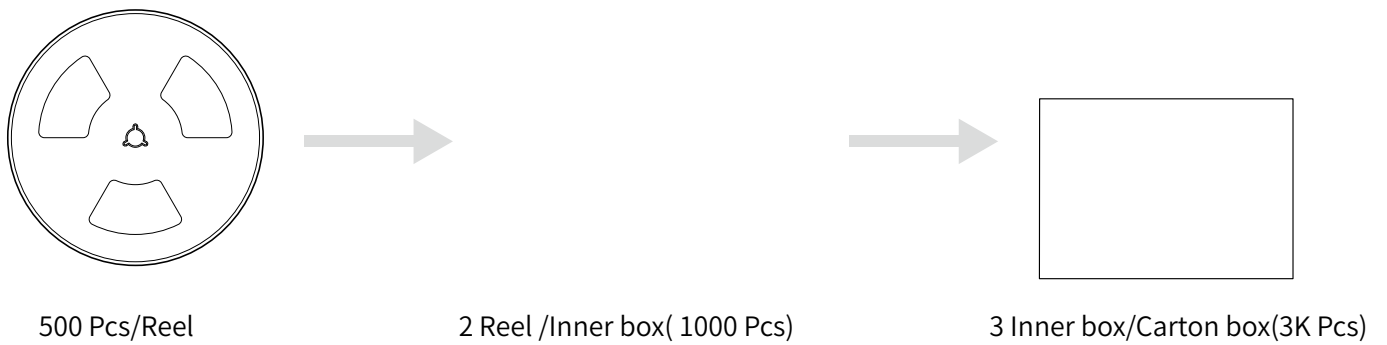 500 Pcs/Reel
2 Reel /Inner box( 1000 Pcs)
3 Inner box/Carton box(3K Pcs)